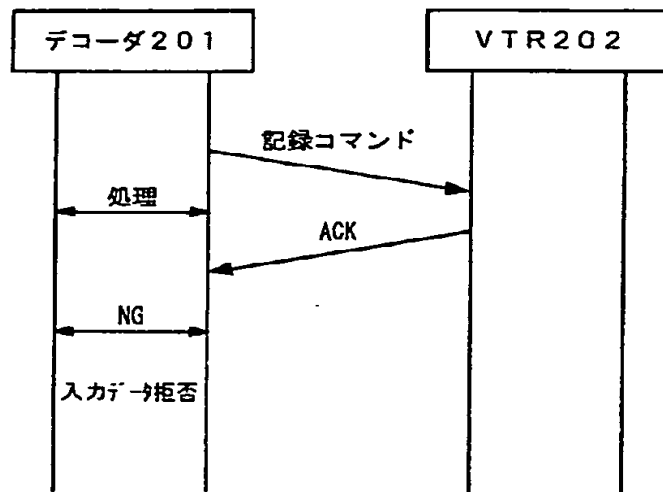 デコーダ201
VTR202
記録コマンド
処理
ACK
NG
入力データ拒否